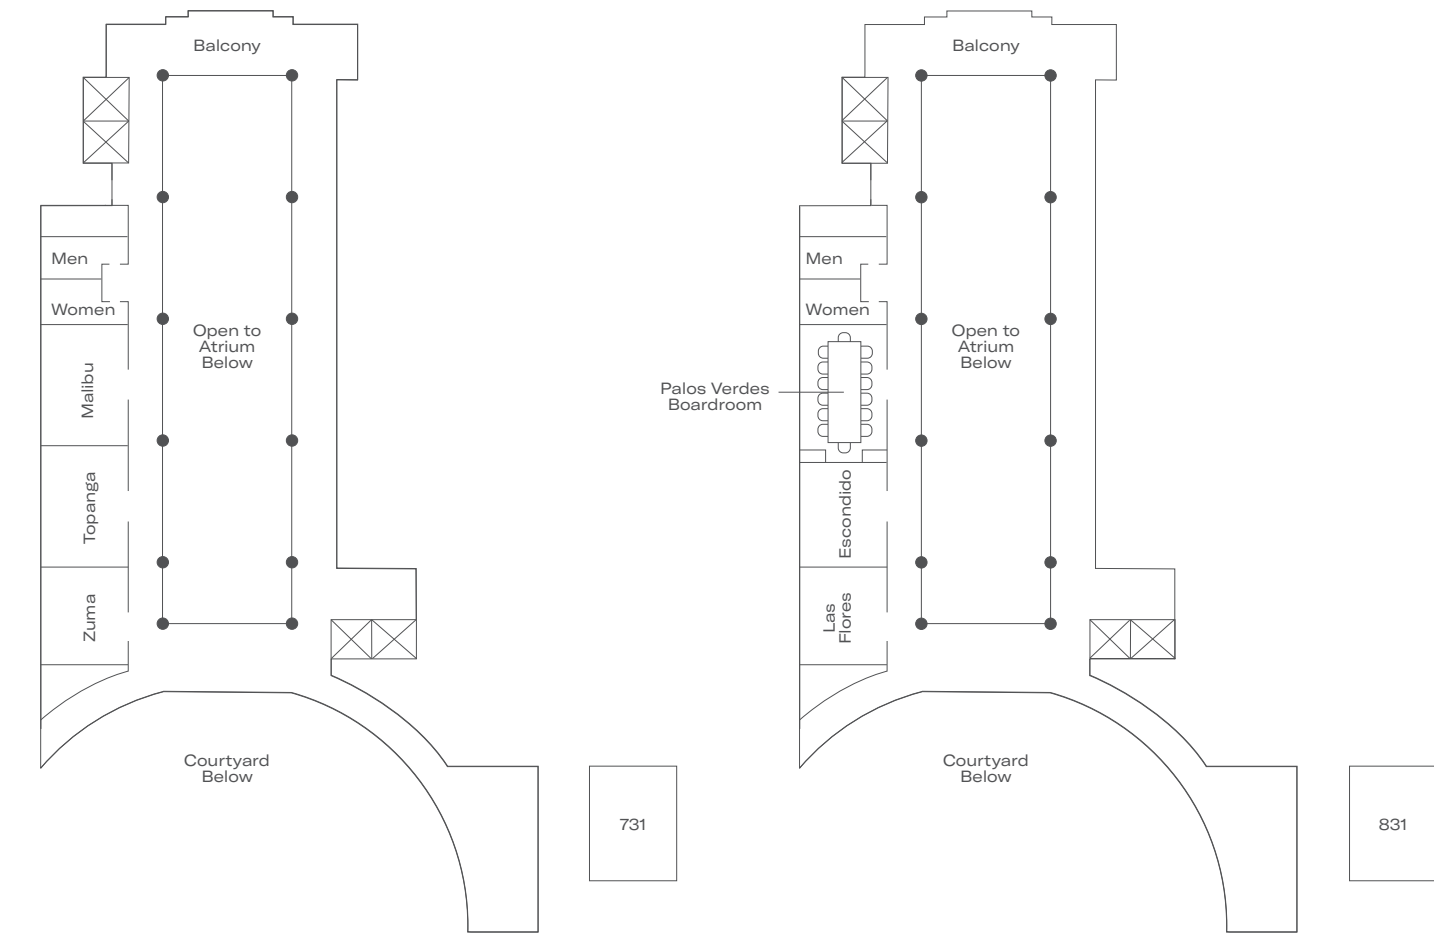 Balcony
Men
Women
Open to
Atrium
Below
Malibu
Topanga
Zuma
Courtyard
Below
731
Balcony
Men
Women
Open to
Atrium
Below
Palos Verdes
Boardroom
Escondido
Las
Flores
Courtyard
Below
831